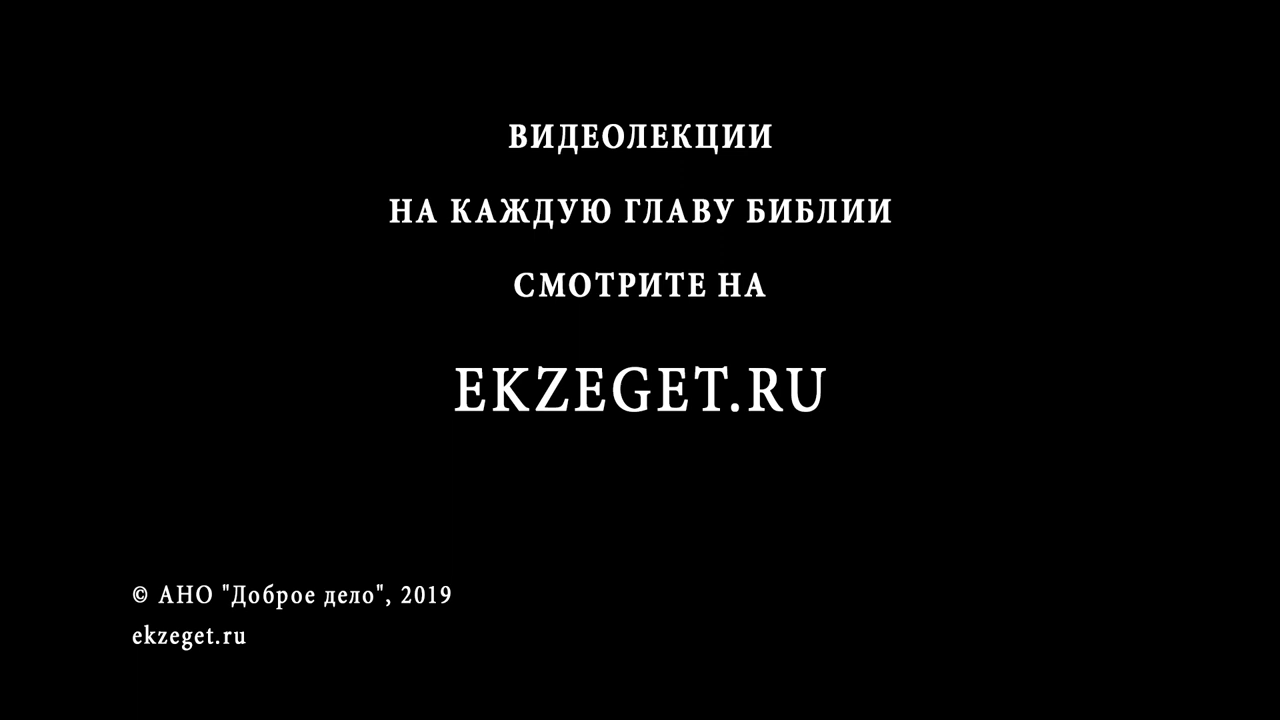 ВИДЕОЛЕКЦИИ
НА КАЖДУЮ ГЛАВУ БИБЛИИ
СМОТРИТЕ НА
EKZEGET.RU
© АНО "Доброе дело", 2019
ekzeget.ru